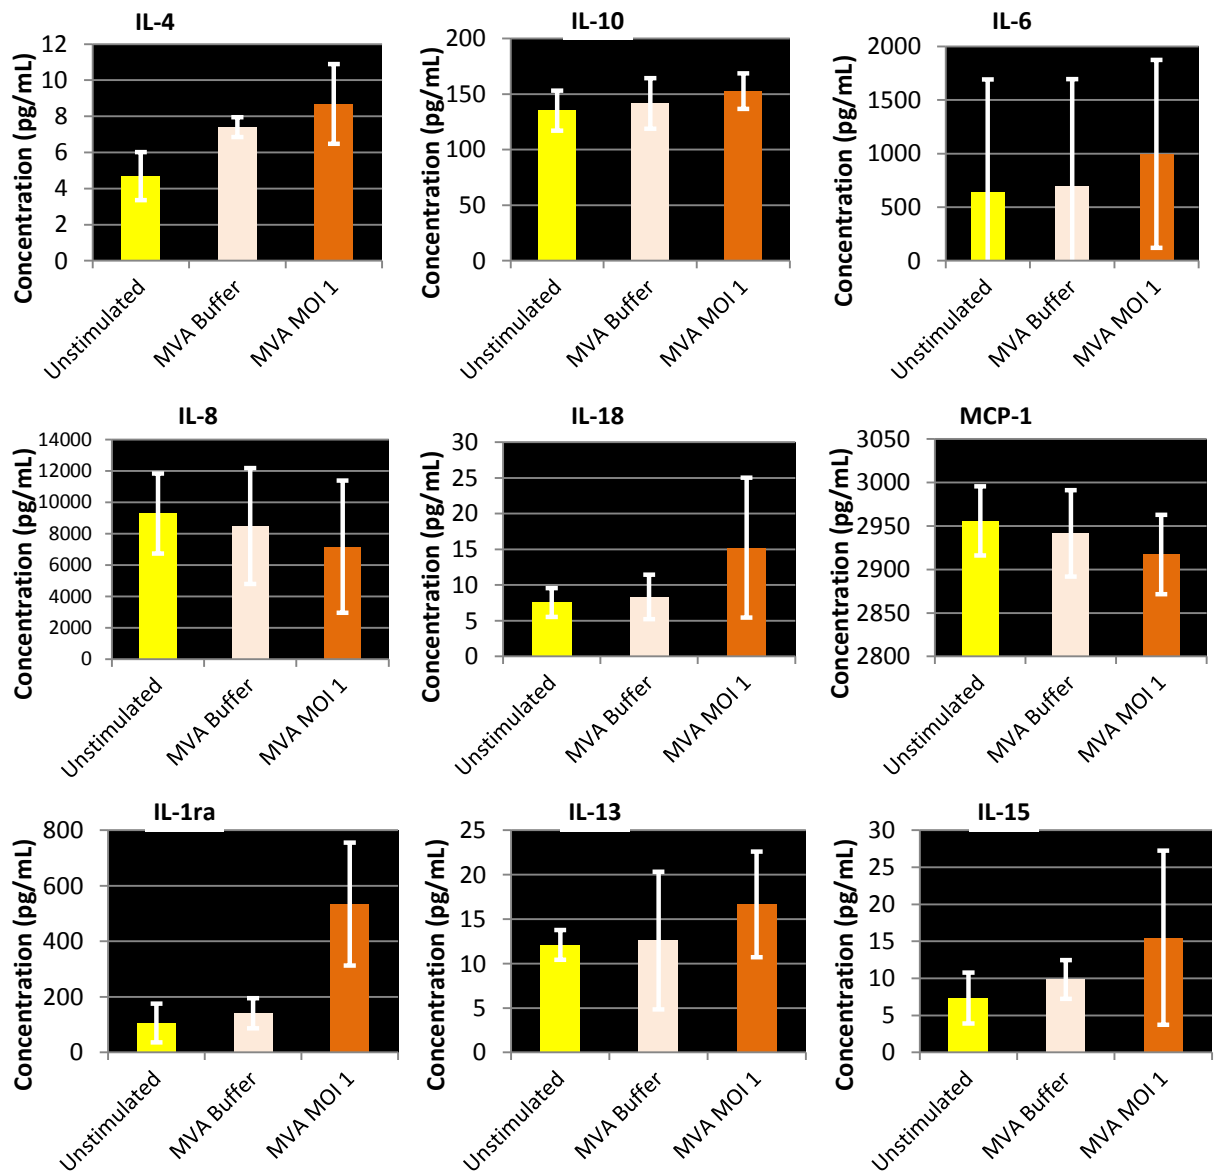 IL-4
Concentration (pg/mL)
12
10
8
6
4
2
0
Unstimulated
MVA Buffer
MVA MOI 1
IL-10
Concentration (pg/mL)
200
150
100
50
0
Unstimulated
MVA Buffer
MVA MOI 1
IL-6
Concentration (pg/mL)
2000
1500
1000
500
0
Unstimulated
MVA Buffer
MVA MOI 1
IL-8
Concentration (pg/mL)
14000
12000
10000
8000
6000
4000
2000
0
Unstimulated
MVA Buffer
MVA MOI 1
IL-18
Concentration (pg/mL)
30
25
20
15
10
5
0
Unstimulated
MVA Buffer
MVA MOI 1
MCP-1
Concentration (pg/mL)
3050
3000
2950
2900
2850
2800
Unstimulated
MVA Buffer
MVA MOI 1
IL-1ra
Concentration (pg/mL)
800
600
400
200
0
Unstimulated
MVA Buffer
MVA MOI 1
IL-13
Concentration (pg/mL)
25
20
15
10
5
0
Unstimulated
MVA Buffer
MVA MOI 1
IL-15
Concentration (pg/mL)
30
25
20
15
10
5
0
Unstimulated
MVA Buffer
MVA MOI 1